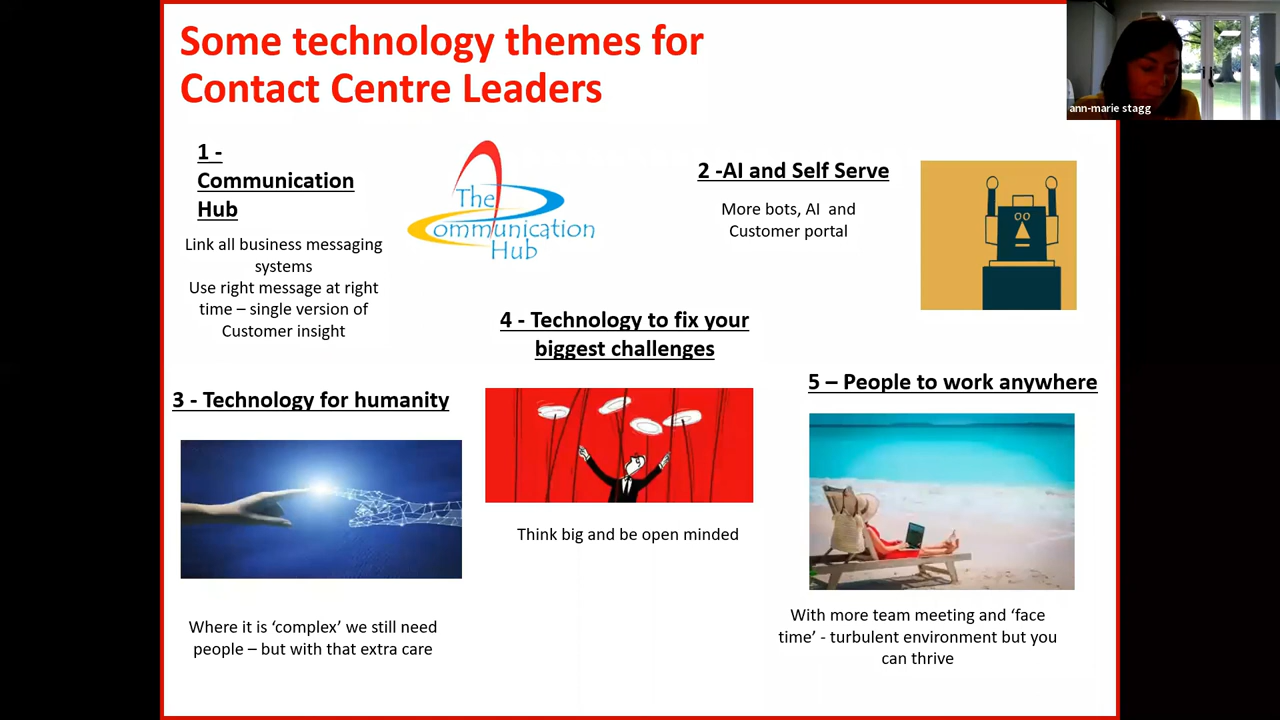 Some technology themes for
Contact Centre Leaders
ann-marie stagg
1 -
Communication
Hub
Link all business messaging
systems
Use right message at right
time – single version of
Customer insight
The
Communication
Hub
2 -AI and Self Serve
More bots, AI and
Customer portal
3 - Technology for humanity
Where it is ‘complex’ we still need
people – but with that extra care
4 - Technology to fix your
biggest challenges
Think big and be open minded
5 – People to work anywhere
With more team meeting and ‘face
time’ - turbulent environment but you
can thrive